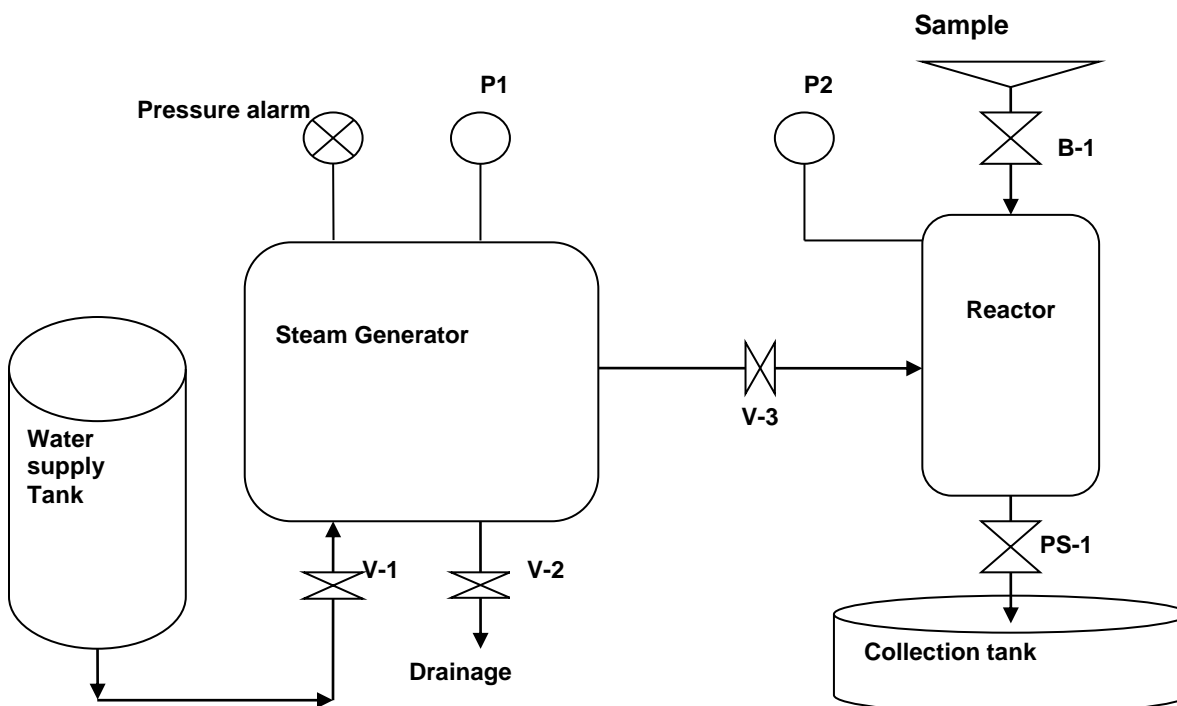 Sample
P1
P2
Pressure alarm
B-1
Reactor
Steam Generator
V-3
Water
supply
Tank
PS-1
V-1
V-2
Collection tank
Drainage